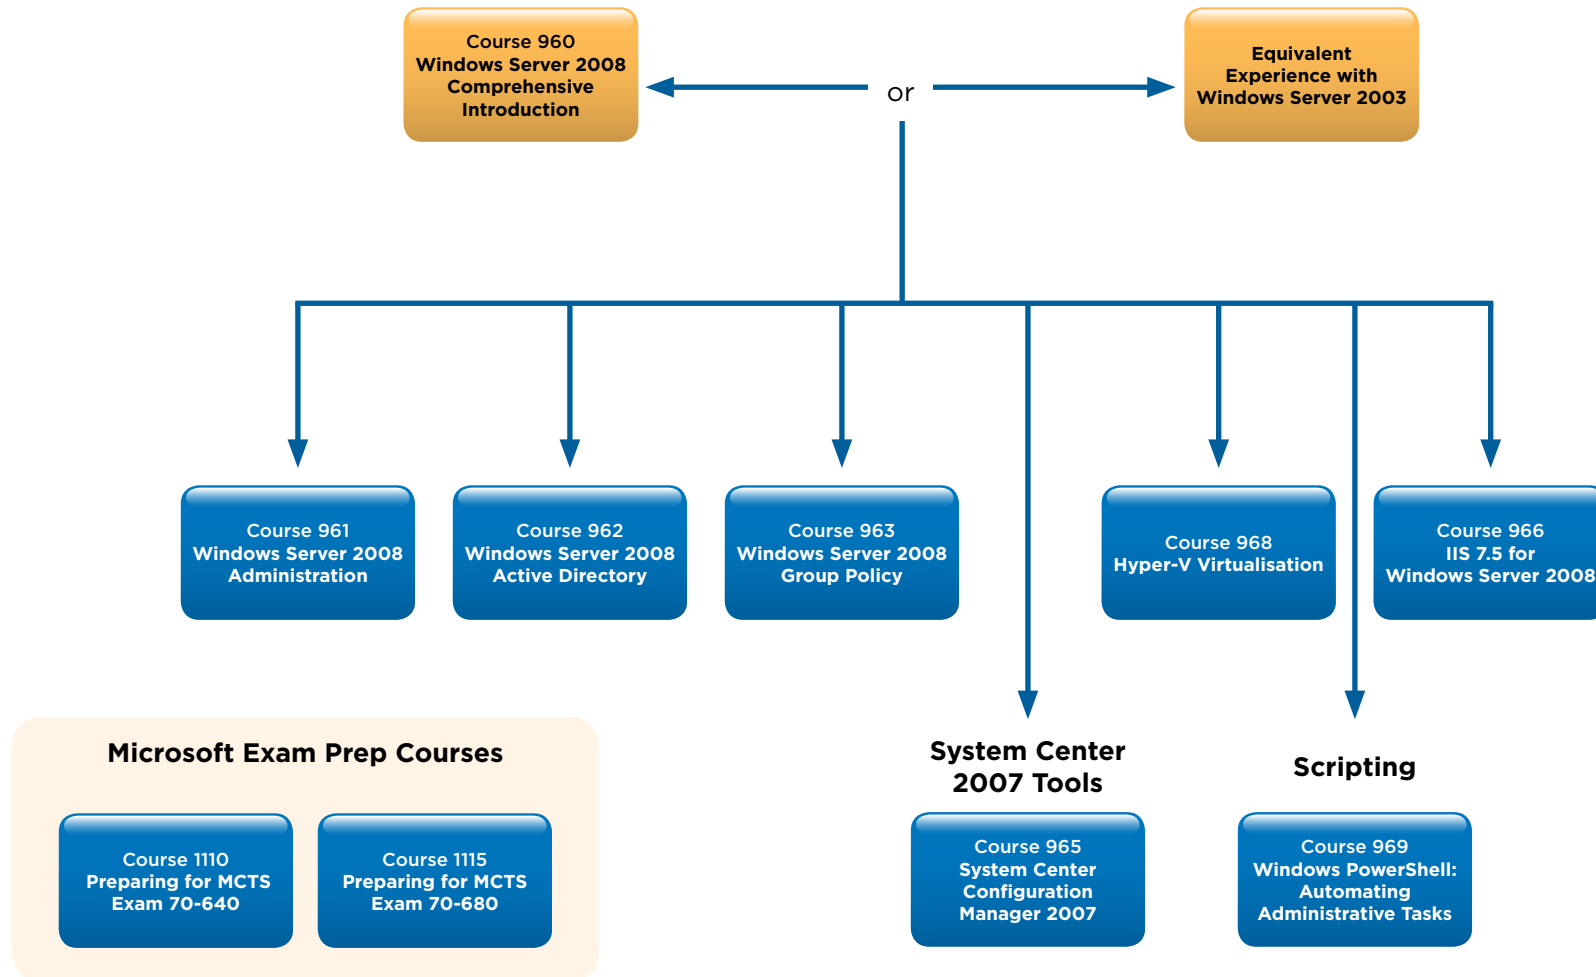 Course 960
Windows Server 2008
Comprehensive
Introduction
or
Equivalent
Experience with
Windows Server 2003
Course 961
Windows Server 2008
Administration
Course 962
Windows Server 2008
Active Directory
Course 963
Windows Server 2008
Group Policy
Course 968
Hyper-V Virtualisation
Course 966
IIS 7.5 for
Windows Server 2008
Microsoft Exam Prep Courses
Course 1110
Preparing for MCTS
Exam 70-640
Course 1115
Preparing for MCTS
Exam 70-680
System Center
2007 Tools
Course 965
System Center
Configuration
Manager 2007
Scripting
Course 969
Windows PowerShell:
Automating
Administrative Tasks